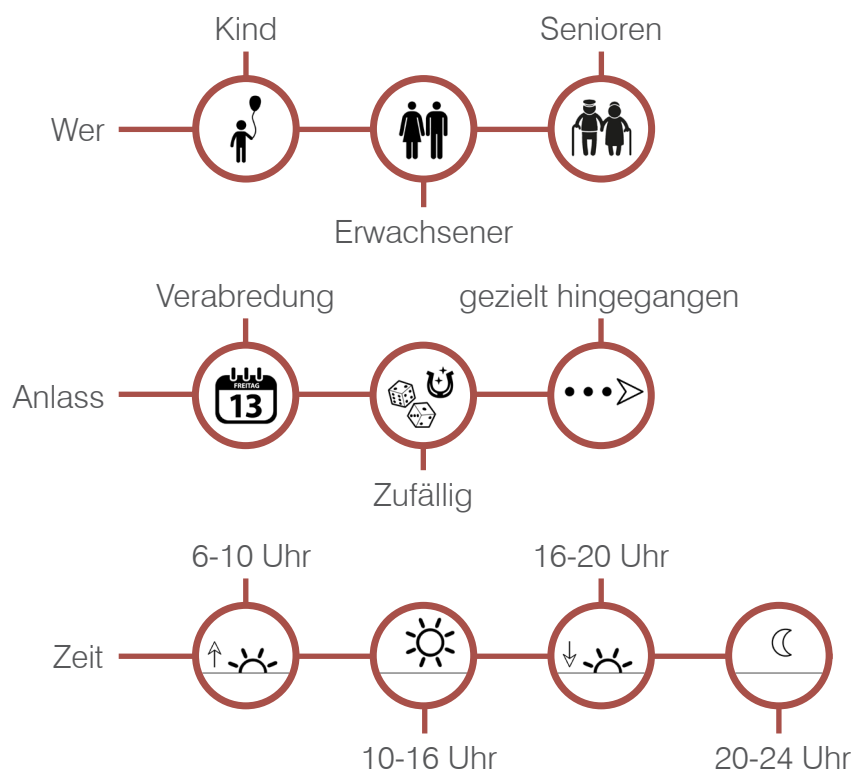 Kind
Senioren
Wer
Erwachsener
Verabredung
gezielt hingegangen
FREITAG
13
Anlass
Zufällig
6-10 Uhr
16-20 Uhr
Zeit
10-16 Uhr
20-24 Uhr